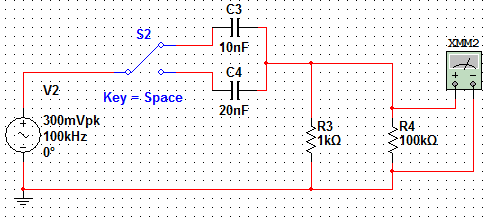 C3
XMM2
S2
10nF
C4
V2
Key = Space
20nF
300mVpk
100kHz
0°
R3
1kΩ
R4
100kΩ